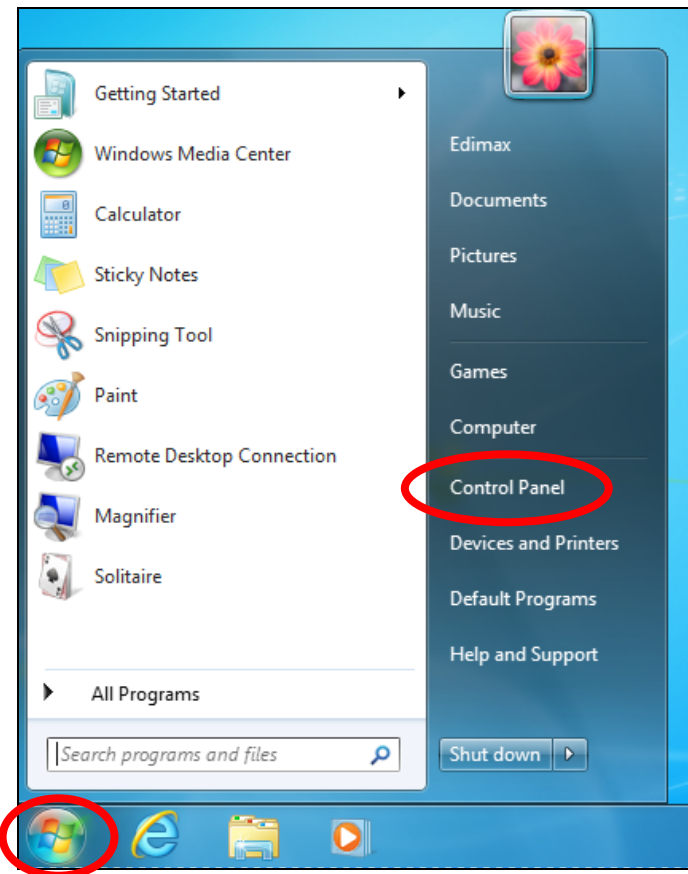 Getting Started
Windows Media Center
Calculator
Sticky Notes
Snipping Tool
Paint
Remote Desktop Connection
Magnifier
Solitaire
All Programs
Search programs and files
Edimax
Documents
Pictures
Music
Games
Computer
Control Panel
Devices and Printers
Default Programs
Help and Support
Shut down